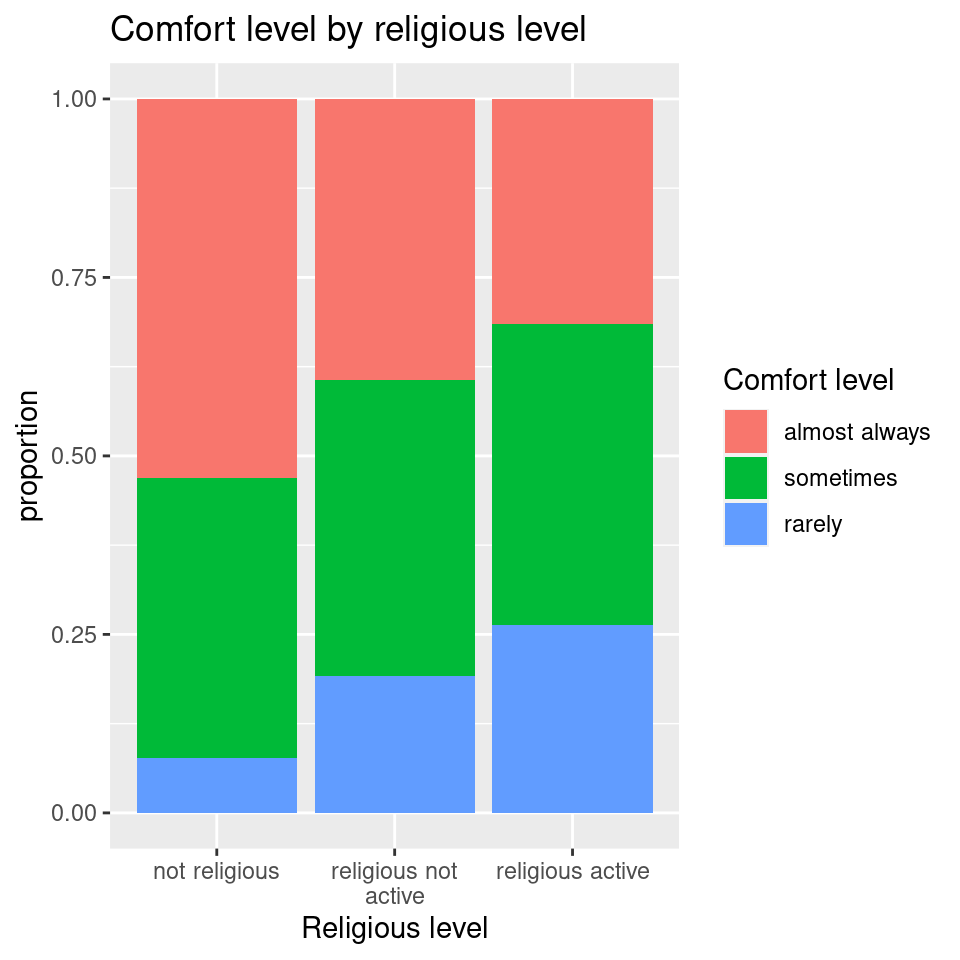 Comfort level by religious level
1.00
0.75
0.50
0.25
0.00
proportion
not religious
religious not
active
religious active
Religious level
Comfort level
almost always
sometimes
rarely